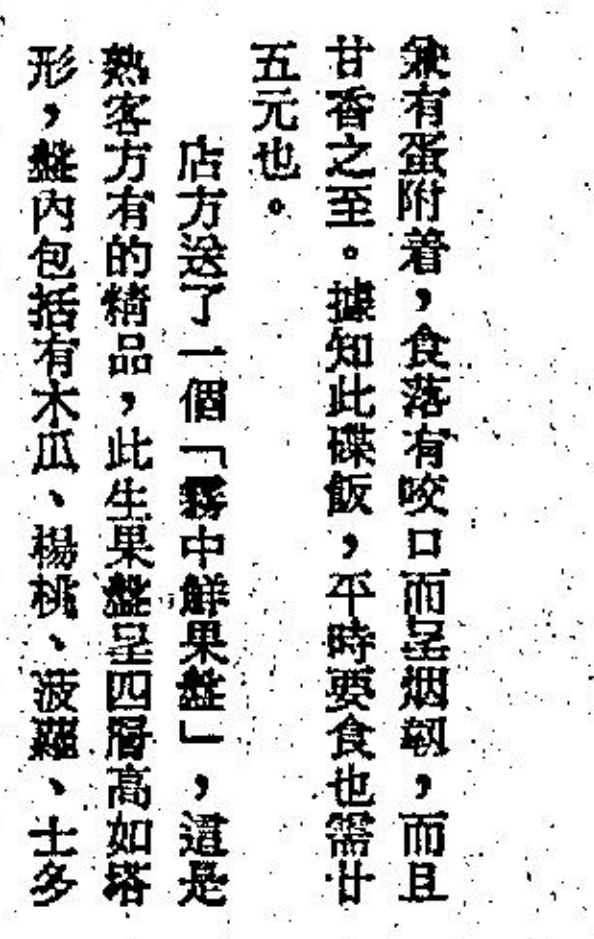 兼有蛋附着，食落有咬口而呈烟韌，而且
甘香之至。據知此碟飯，平時要食也需廿
五元也。
店方送了一個「霧中鮮果盤」，這是
熟客方有的精品，此生果盤呈四層高如塔
形，盤內包括有木瓜、楊桃、菠蘿、士多